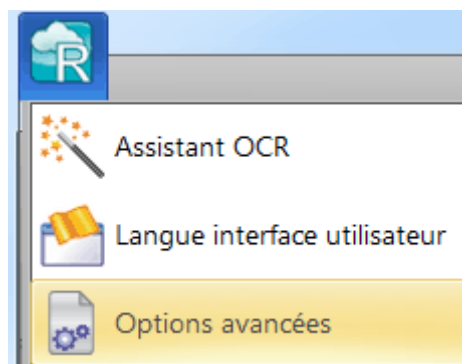 R
Assistant OCR
Langue interface utilisateur
Options avancées